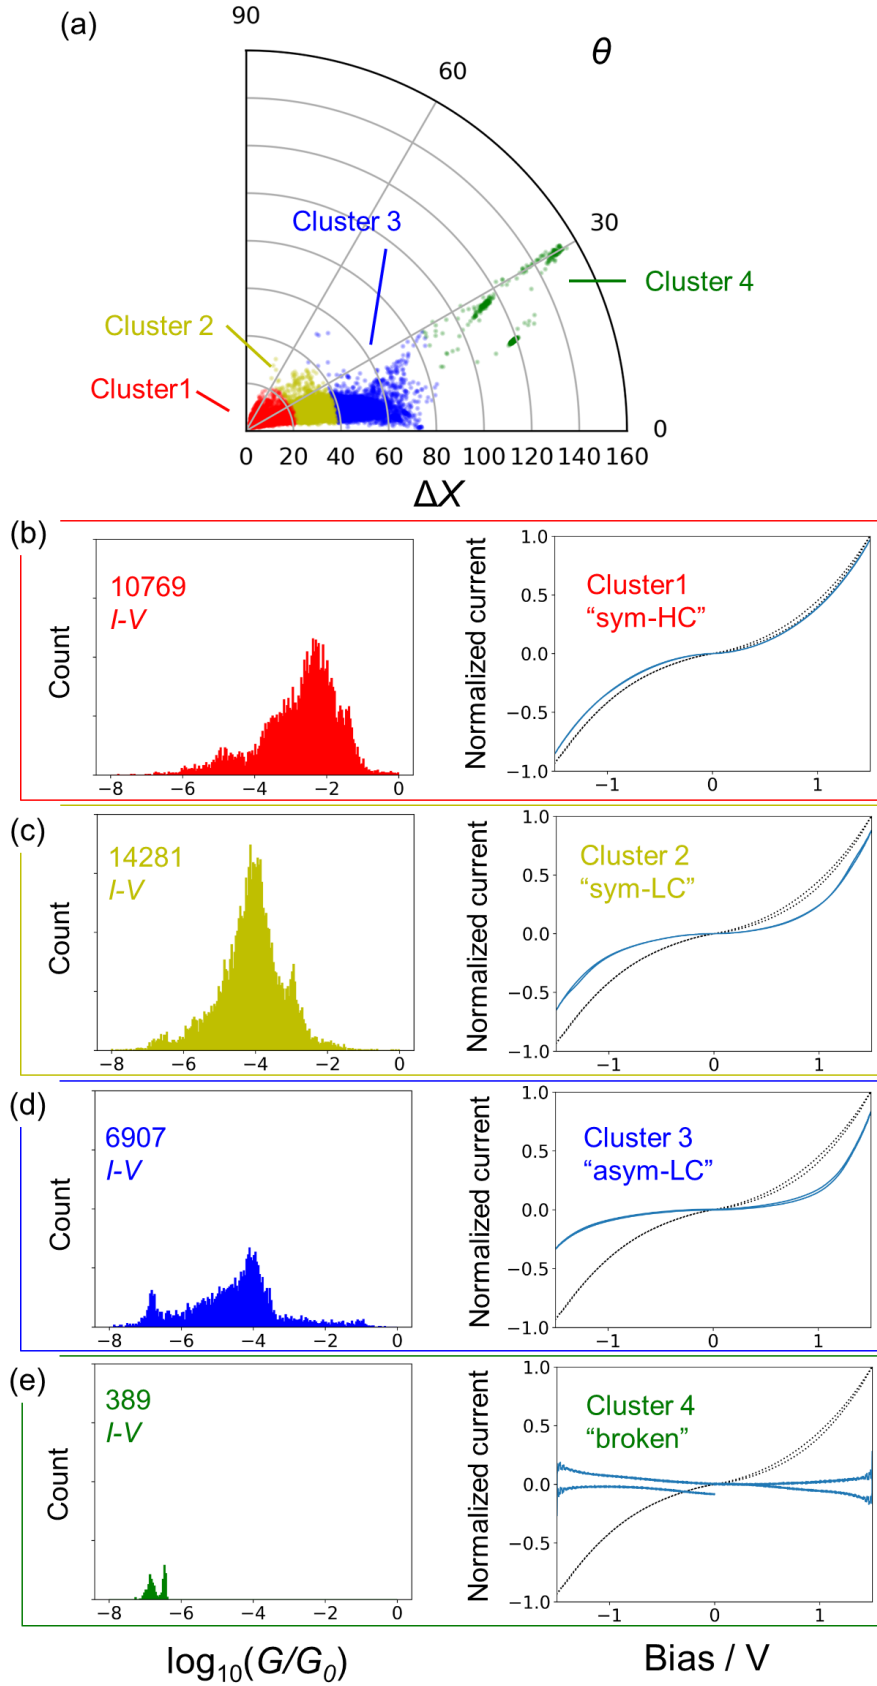 (a)
90
θ
60
Cluster 3
30
Cluster 4
Cluster 2
Cluster1
0
0 20 40 60 80 100 120 140 160
ΔX
(b)
10769
I-V
Count
−8 −6 −4 −2 0
Normalized current
1.0
0.5
0.0
−0.5
−1.0
Cluster1
“sym-HC”
−1 0 1
(c)
14281
I-V
Count
−8 −6 −4 −2 0
Normalized current
1.0
0.5
0.0
−0.5
−1.0
Cluster 2
“sym-LC”
−1 0 1
(d)
6907
I-V
Count
−8 −6 −4 −2 0
Normalized current
1.0
0.5
0.0
−0.5
−1.0
Cluster 3
“asym-LC”
−1 0 1
(e)
389
I-V
Count
−8 −6 −4 −2 0
log10(G/G0)
Normalized current
1.0
0.5
0.0
−0.5
−1.0
Cluster 4
“broken”
−1 0 1
Bias / V